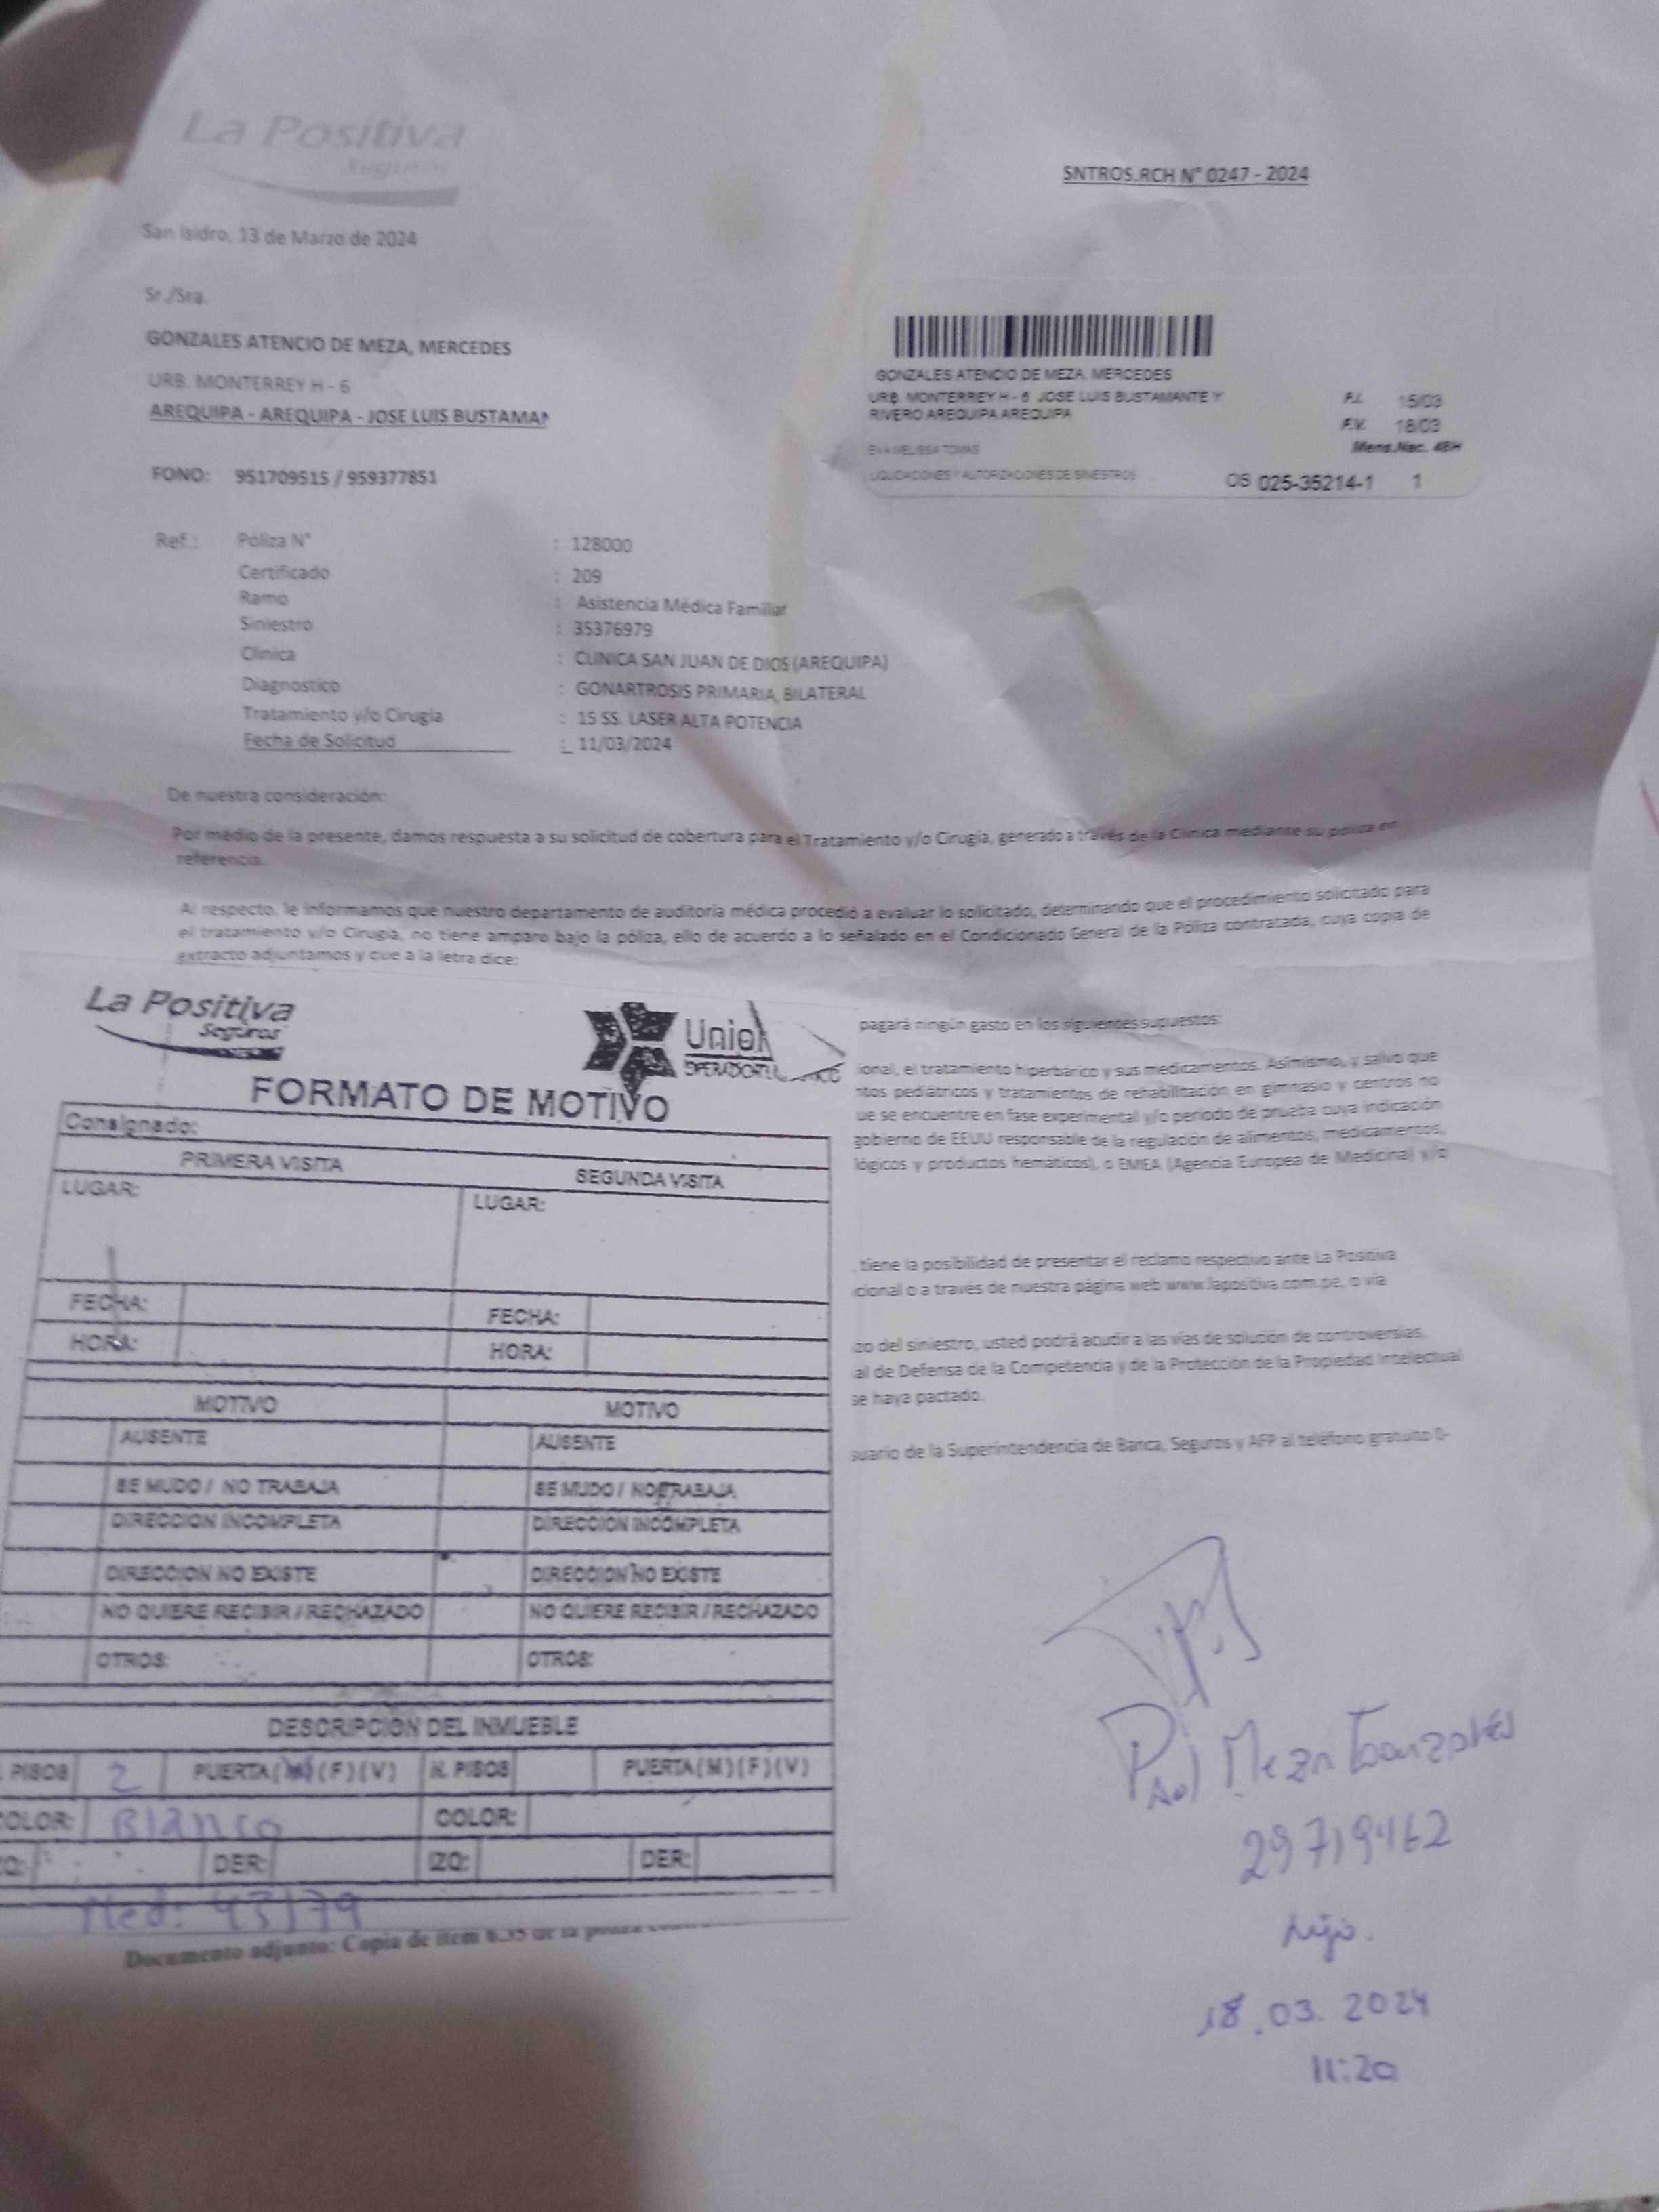 La Positiva
Seguros
SNTROS.RCH N° 0247 - 2024
San Isidro, 13 de Marzo de 2024
Sr./Sra.
GONZALES ATENCIO DE MEZA, MERCEDES
URB. MONTERREY H - 6
AREQUIPA - AREQUIPA - JOSE LUIS BUSTAMAN
FONO: 951709515 / 959377851
GONZALES ATENCIO DE MEZA, MERCEDES
URB. MONTERREY H - 6 JOSE LUIS BUSTAMANTE Y
RIVERO AREQUIPA AREQUIPA
F.I. 15/03
F.V. 18/03
Mens.Nac. 48H
EVA MELISSA TOMAS
LIQUIDACIONES Y AUTORIZACIONES DE SINIESTROS
OS 025-35214-1 1
Ref.: Póliza N° : 128000
Certificado : 209
Ramo : Asistencia Médica Familiar
Siniestro : 35376979
Clinica : CLINICA SAN JUAN DE DIOS (AREQUIPA)
Diagnostico : GONARTROSIS PRIMARIA, BILATERAL
Tratamiento y/o Cirugía : 15 SS. LASER ALTA POTENCIA
Fecha de Solicitud : 11/03/2024
De nuestra consideración:
Por medio de la presente, damos respuesta a su solicitud de cobertura para el Tratamiento y/o Cirugía, generado a través de la Clínica mediante su póliza en
referencia.
Al respecto, le informamos que nuestro departamento de auditoría médica procedió a evaluar lo solicitado, determinando que el procedimiento solicitado para
el tratamiento y/o Cirugía, no tiene amparo bajo la póliza, ello de acuerdo a lo señalado en el Condicionado General de la Póliza contratada, cuya copia de
extracto adjuntamos y que a la letra dice:
pagará ningún gasto en los siguientes supuestos:
ional, el tratamiento hiperbárico y sus medicamentos. Asimismo, y salvo que
ntos pediátricos y tratamientos de rehabilitación en gimnasio y centros no
ue se encuentre en fase experimental y/o periodo de prueba cuya indicación
gobierno de EEUU responsable de la regulación de alimentos, medicamentos,
lógicos y productos hemáticos), o EMEA (Agencia Europea de Medicina) y/o
tiene la posibilidad de presentar el reclamo respectivo ante La Positiva
cional o a través de nuestra página web www.lapositiva.com.pe, o vía
zo del siniestro, usted podrá acudir a las vías de solución de controversias,
al de Defensa de la Competencia y de la Protección de la Propiedad Intelectual
se haya pactado.
suario de la Superintendencia de Banca, Seguros y AFP al teléfono gratuito 0-
La Positiva
Seguros
Union
FORMATO DE MOTIVO
Consignado:
PRIMERA VISITA SEGUNDA VISITA
LUGAR: LUGAR:
FECHA: FECHA:
HORA: HORA:
MOTIVO MOTIVO
AUSENTE AUSENTE
SE MUDO / NO TRABAJA SE MUDO / NO TRABAJA
DIRECCION INCOMPLETA DIRECCION INCOMPLETA
DIRECCION NO EXISTE DIRECCION NO EXISTE
NO QUIERE RECIBIR / RECHAZADO NO QUIERE RECIBIR / RECHAZADO
OTROS: OTROS:
DESCRIPCION DEL INMUEBLE
PISOS 2 PUERTA (M) (F) (V) N. PISOS PUERTA (M) (F) (V)
COLOR: Blanco COLOR:
DER: IZQ: DER:
Med: 43179
Documento adjunto: Copia de item 6.35 de la poliza
Paol Meza Gonzales
29719462
hijo.
18.03.2024
11:20